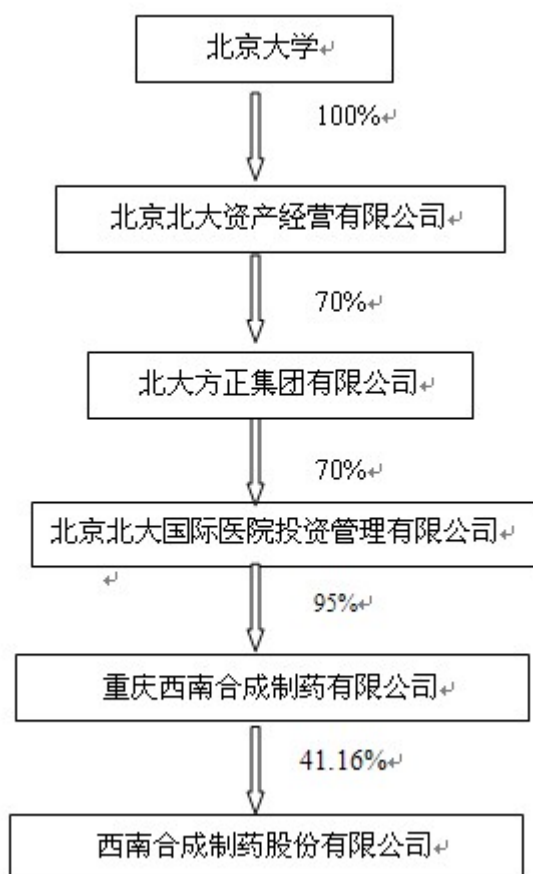 北京大学
100%
北京北大资产经营有限公司
70%
北大方正集团有限公司
70%
北京北大国际医院投资管理有限公司
95%
重庆西南合成制药有限公司
41.16%
西南合成制药股份有限公司